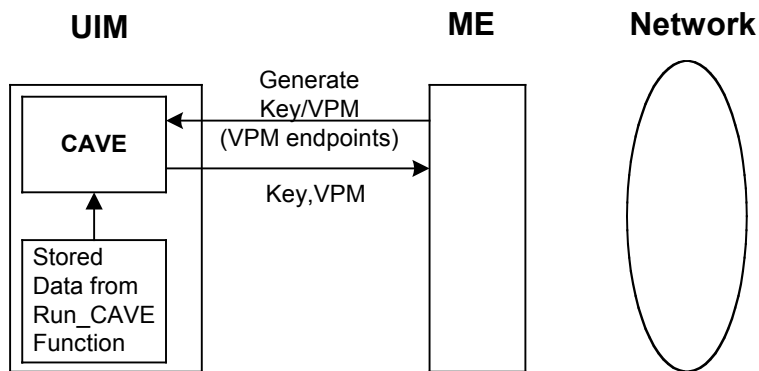 UIM
ME
Network
Generate
Key/VPM
(VPM endpoints)
CAVE
Key,VPM
Stored
Data from
Run_CAVE
Function